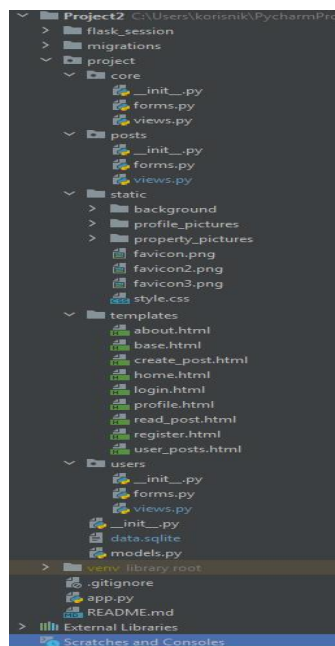 Project2 C:\Users\korisnik\PycharmPro
flask_session
migrations
project
core
__init__.py
forms.py
views.py
posts
__init__.py
forms.py
views.py
static
background
profile_pictures
property_pictures
favicon.png
favicon2.png
favicon3.png
style.css
templates
about.html
base.html
create_post.html
home.html
login.html
profile.html
read_post.html
register.html
user_posts.html
users
__init__.py
forms.py
views.py
__init__.py
data.sqlite
models.py
venv library root
.gitignore
app.py
README.md
External Libraries
Scratches and Consoles